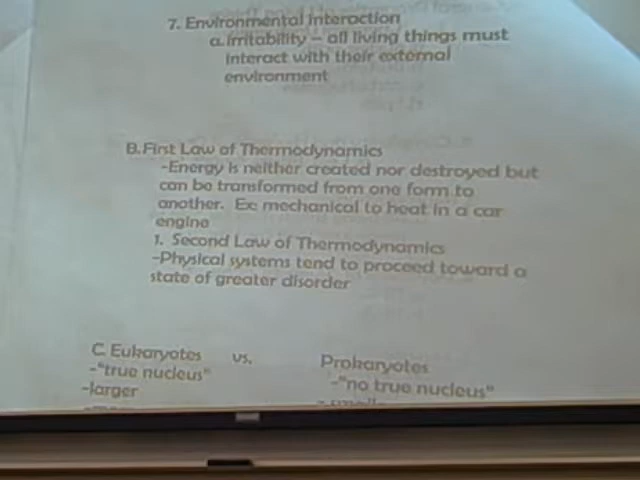 7. Environmental Interaction
a. Irritability – all living things must
interact with their external
environment
B. First Law of Thermodynamics
-Energy is neither created nor destroyed but
can be transformed from one form to
another. Ex: mechanical to heat in a car
engine
1. Second Law of Thermodynamics
-Physical systems tend to proceed toward a
state of greater disorder
C. Eukaryotes vs. Prokaryotes
-"true nucleus" -"no true nucleus"
-larger